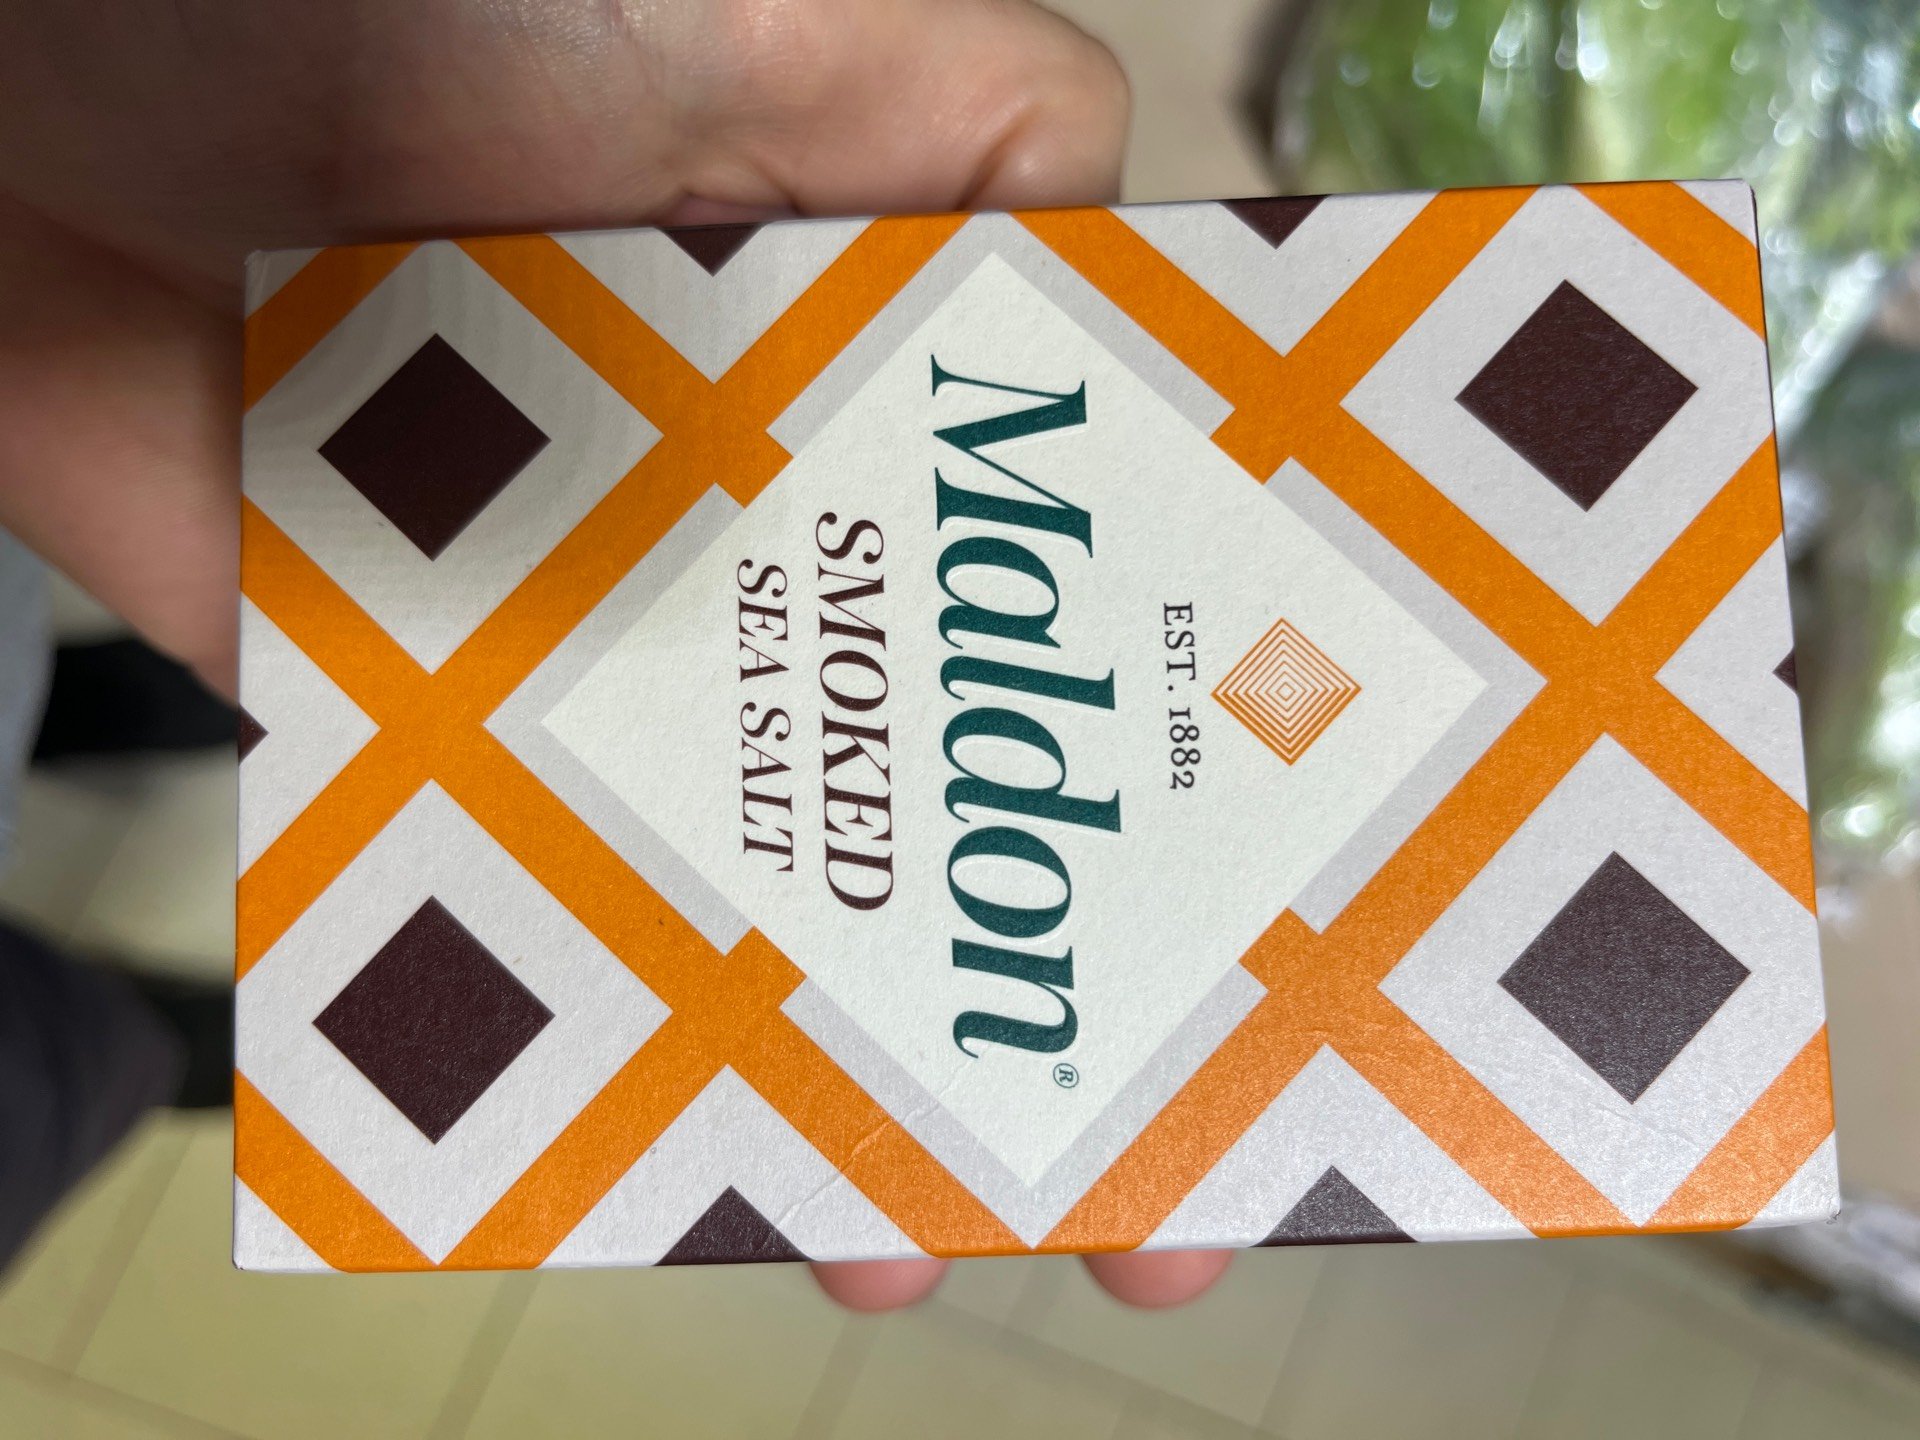 EST. 1882
Maldon®
SMOKED
SEA SALT